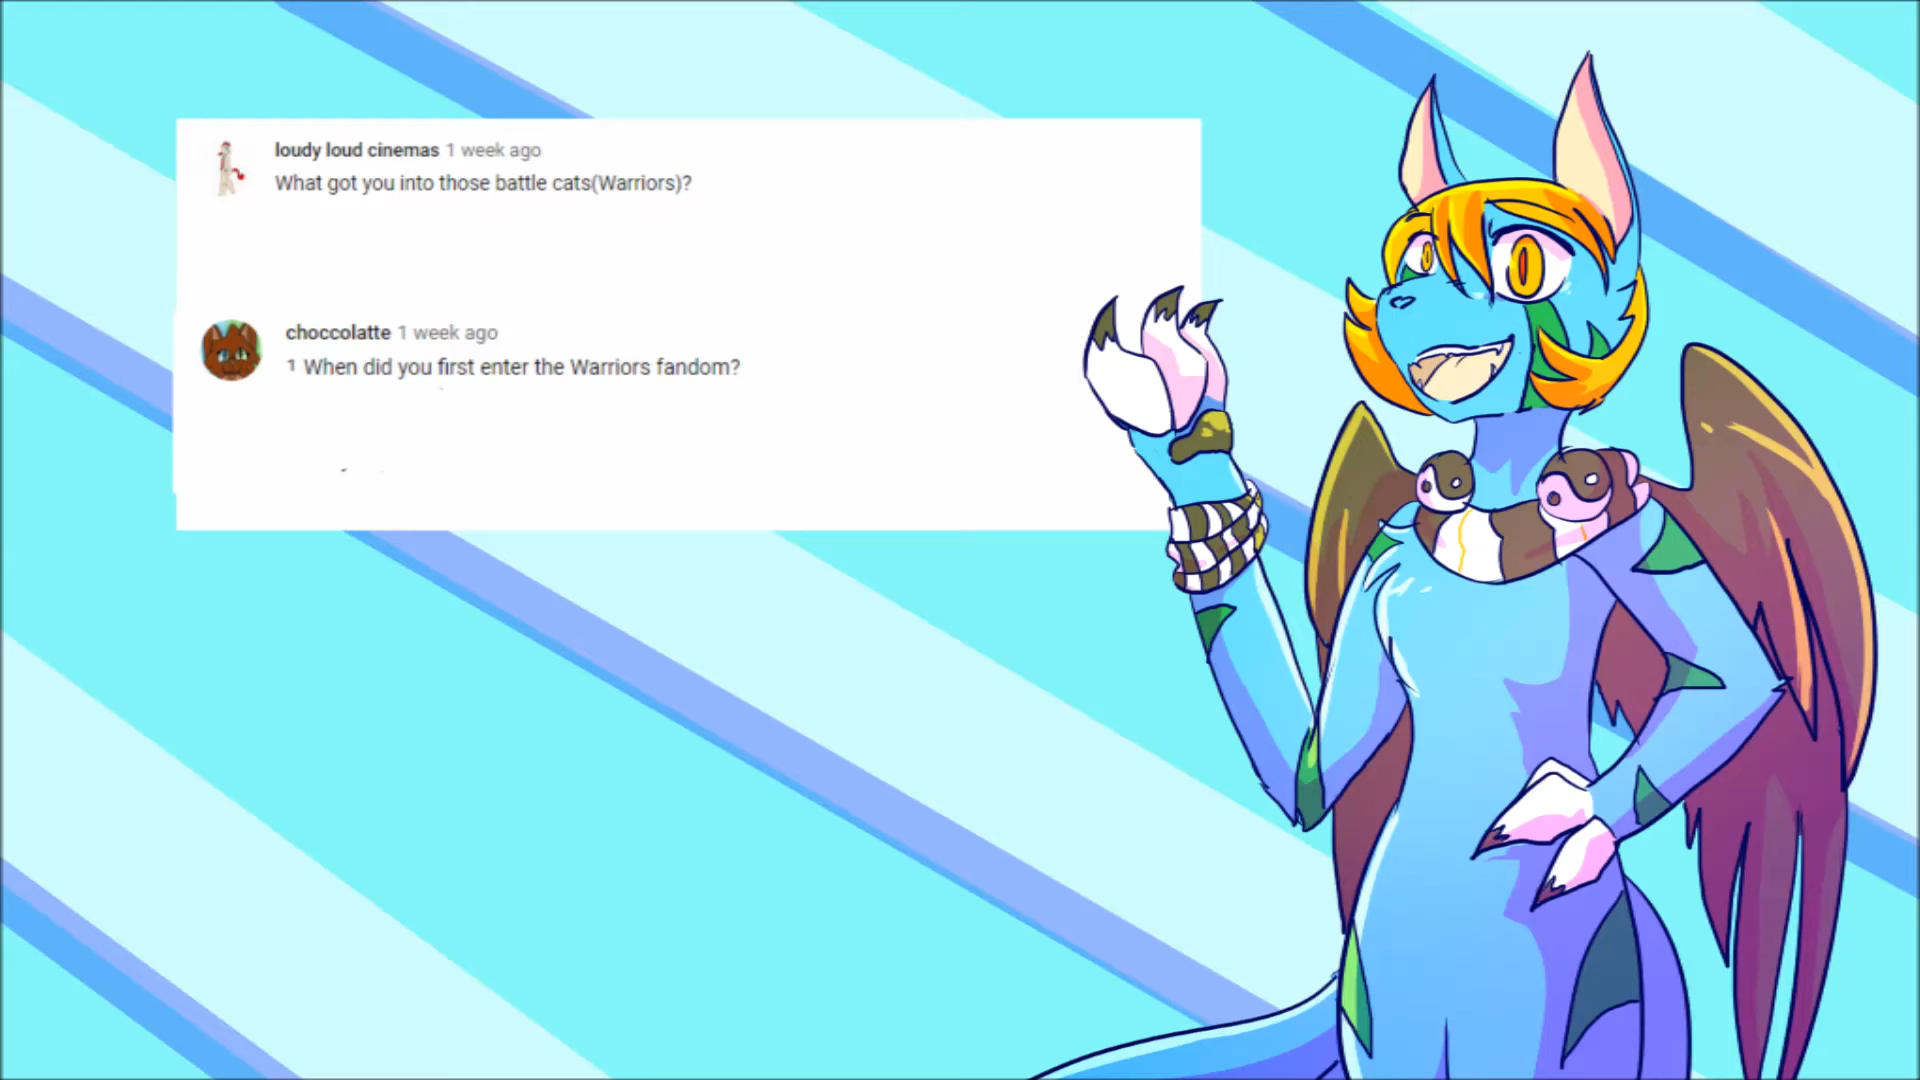 loudy loud cinemas 1 week ago
What got you into those battle cats(Warriors)?
choccolatte 1 week ago
1 When did you first enter the Warriors fandom?